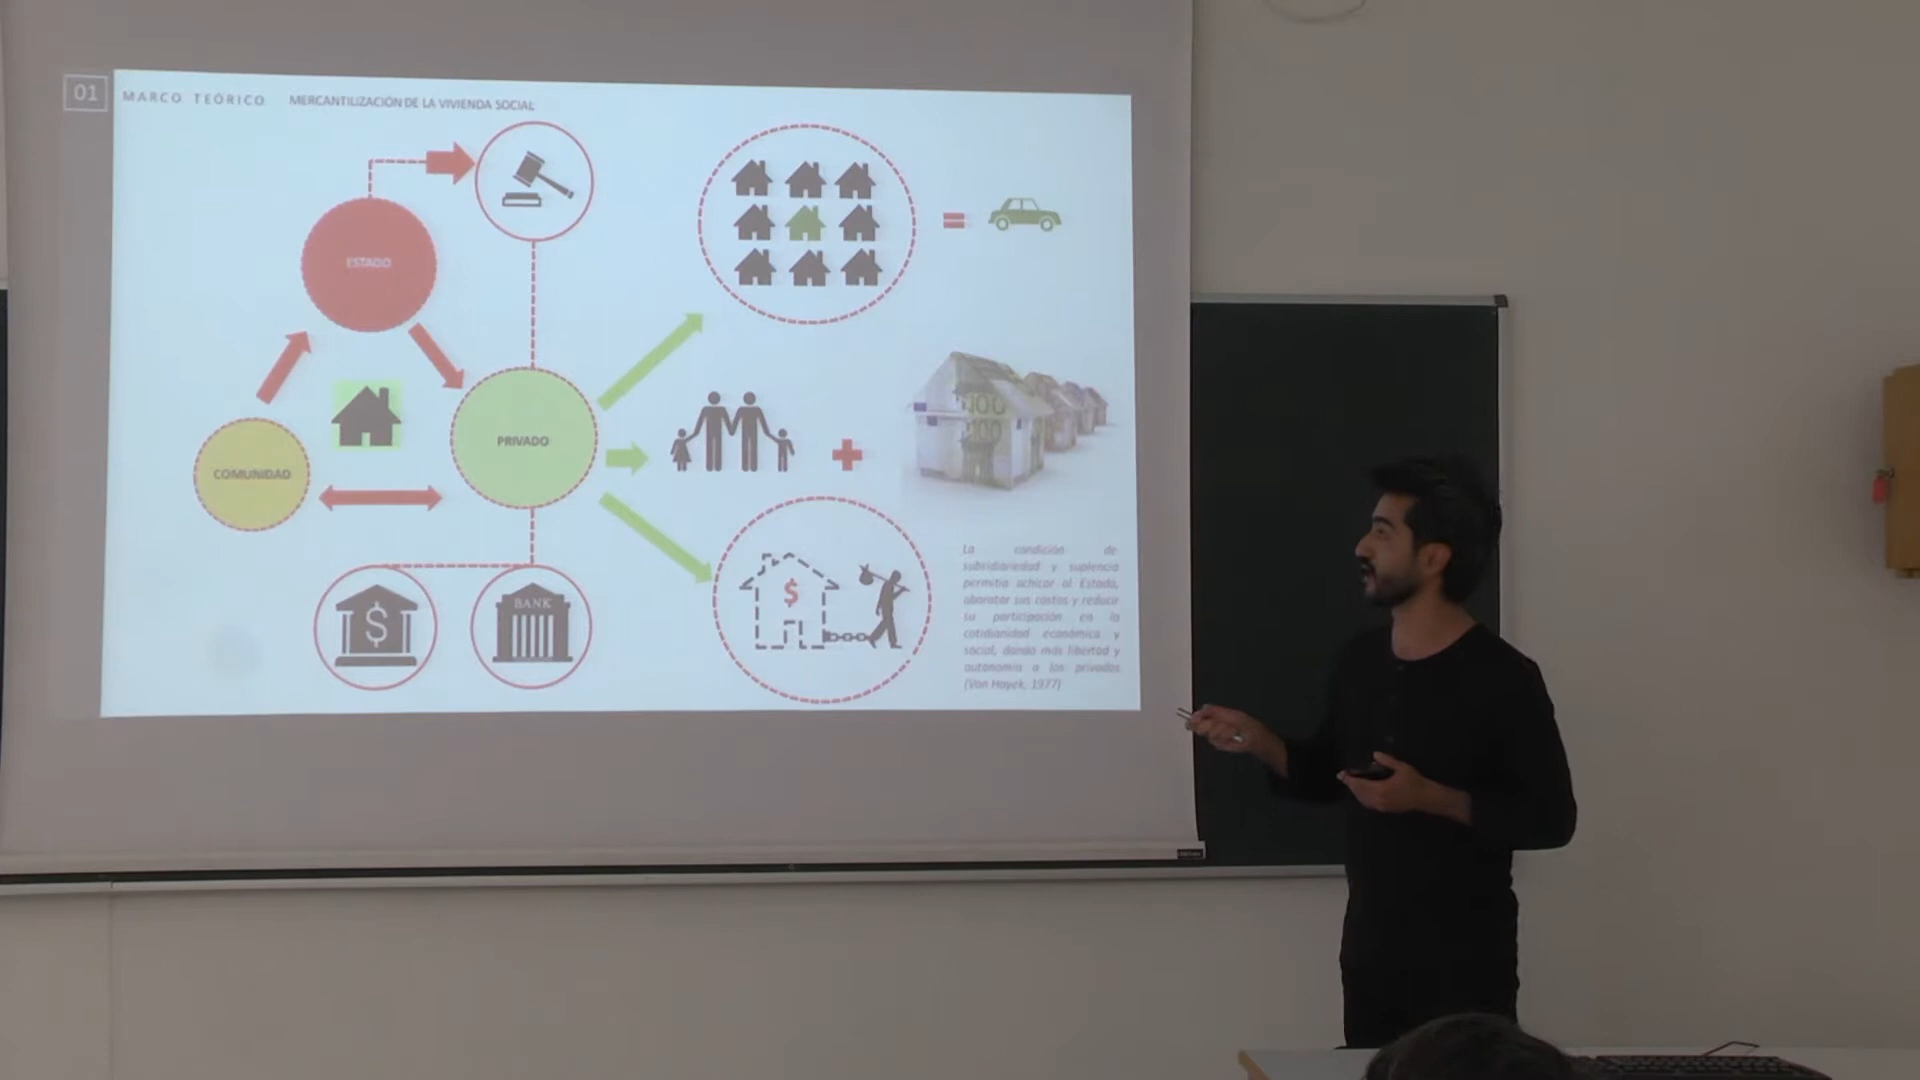 01
MARCO TEÓRICO MERCANTILIZACIÓN DE LA VIVIENDA SOCIAL
ESTADO
PRIVADO
COMUNIDAD
100
100
$
BANK
$
La condición de
subsidiariedad y suplencia
permitía achicar al Estado,
abaratar sus costos y reducir
su participación en la
cotidianidad económica y
social, dando más libertad y
autonomía a los privados
(Von Hayek, 1977)